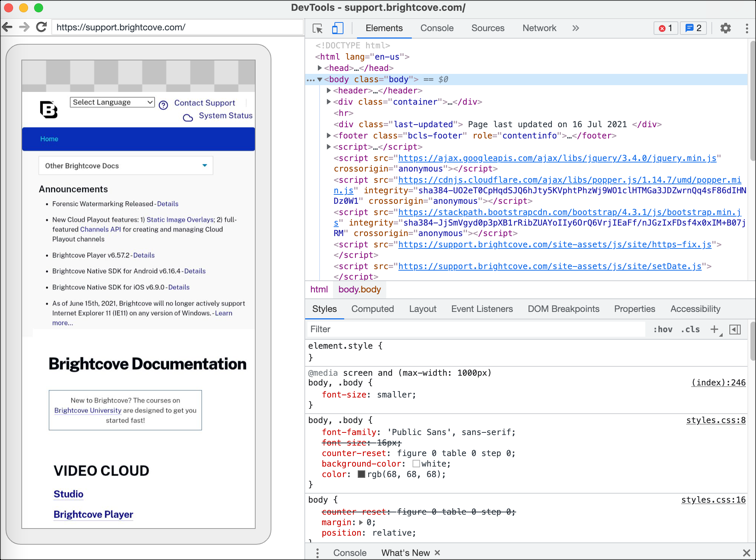 DevTools - support.brightcove.com/
https://support.brightcove.com/
Elements
Console
Sources
Network
»
1
2
Select Language
Contact Support
System Status
Home
Other Brightcove Docs
Announcements
• Forensic Watermarking Released - Details
• New Cloud Playout features: 1) Static Image Overlays; 2) full-
featured Channels API for creating and managing Cloud
Playout channels
• Brightcove Player v6.57.2 - Details
• Brightcove Native SDK for Android v6.16.4 - Details
• Brightcove Native SDK for iOS v6.9.0 - Details
• As of June 15th, 2021, Brightcove will no longer actively support
Internet Explorer 11 (IE11) on any version of Windows. - Learn
more...
Brightcove Documentation
New to Brightcove? The courses on
Brightcove University are designed to get you
started fast!
VIDEO CLOUD
Studio
Brightcove Player
<!DOCTYPE html>
<html lang="en-us">
▶<head>…</head>
…▼<body class="body"> == $0
▶<header>…</header>
▶<div class="container">…</div>
<hr>
<div class="last-updated"> Page last updated on 16 Jul 2021 </div>
▶<footer class="bcls-footer" role="contentinfo">…</footer>
▶<script>…</script>
<script src="https://ajax.googleapis.com/ajax/libs/jquery/3.4.0/jquery.min.js"
crossorigin="anonymous"></script>
<script src="https://cdnjs.cloudflare.com/ajax/libs/popper.js/1.14.7/umd/popper.mi
n.js" integrity="sha384-UO2eT0CpHqdSJQ6hJty5KVphtPhzWj9WO1clHTMGa3JDZwrnQq4sF86dIHN
Dz0W1" crossorigin="anonymous"></script>
<script src="https://stackpath.bootstrapcdn.com/bootstrap/4.3.1/js/bootstrap.min.j
s" integrity="sha384-JjSmVgyd0p3pXB1rRibZUAYoIIy6OrQ6VrjIEaFf/nJGzIxFDsf4x0xIM+B07j
RM" crossorigin="anonymous"></script>
<script src="https://support.brightcove.com/site-assets/js/site/https-fix.js">
</script>
<script src="https://support.brightcove.com/site-assets/js/site/setDate.js">
</script>
html
body.body
Styles
Computed
Layout
Event Listeners
DOM Breakpoints
Properties
Accessibility
Filter
:hov
.cls
+
element.style {
}
@media screen and (max-width: 1000px)
body, .body {
(index):246
font-size: smaller;
}
body, .body {
styles.css:8
font-family: 'Public Sans', sans-serif;
font-size: 16px;
counter-reset: figure 0 table 0 step 0;
background-color: white;
color: rgb(68, 68, 68);
}
body {
styles.css:16
counter-reset: figure 0 table 0 step 0;
margin:▶ 0;
position: relative;
Console
What's New ×